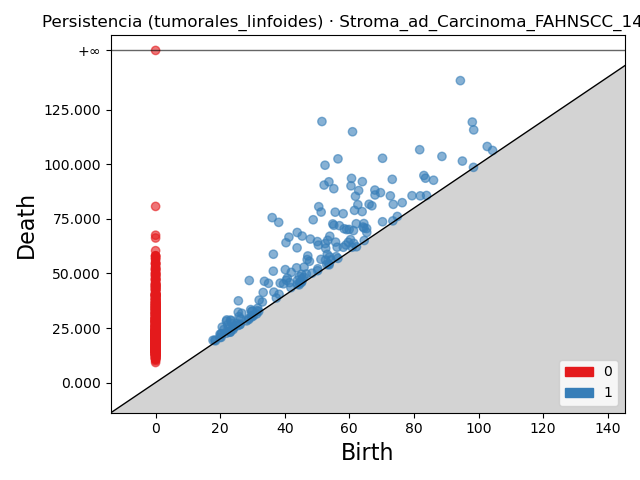 Persistencia (tumorales_linfoides) · Stroma_ad_Carcinoma_FAHNSCC_14
+∞
125.000
100.000
75.000
50.000
25.000
0.000
Death
0 20 40 60 80 100 120 140
Birth
0
1